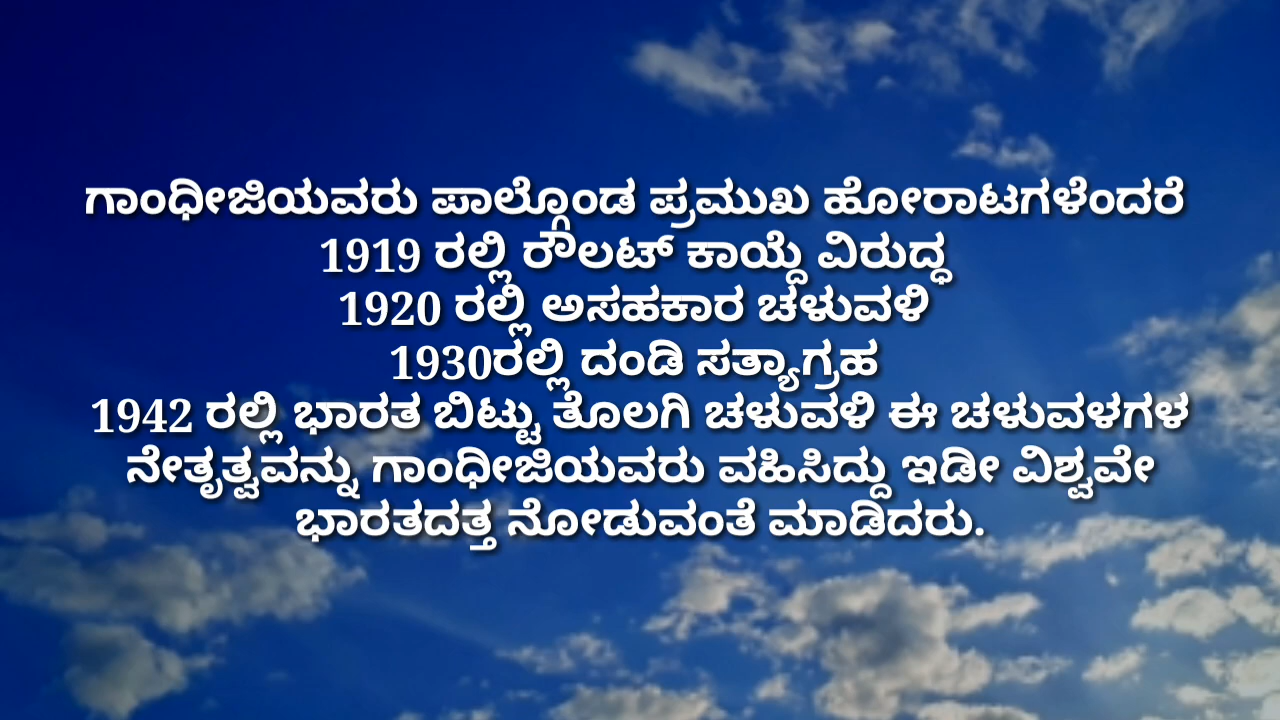 ಗಾಂಧೀಜಿಯವರು ಪಾಲ್ಗೊಂಡ ಪ್ರಮುಖ ಹೋರಾಟಗಳೆಂದರೆ
1919 ರಲ್ಲಿ ರೌಲಟ್ ಕಾಯ್ದೆ ವಿರುದ್ಧ
1920 ರಲ್ಲಿ ಅಸಹಕಾರ ಚಳುವಳಿ
1930ರಲ್ಲಿ ದಂಡಿ ಸತ್ಯಾಗ್ರಹ
1942 ರಲ್ಲಿ ಭಾರತ ಬಿಟ್ಟು ತೊಲಗಿ ಚಳುವಳಿ ಈ ಚಳುವಳಗಳ
ನೇತೃತ್ವವನ್ನು ಗಾಂಧೀಜಿಯವರು ವಹಿಸಿದ್ದು ಇಡೀ ವಿಶ್ವವೇ
ಭಾರತದತ್ತ ನೋಡುವಂತೆ ಮಾಡಿದರು.